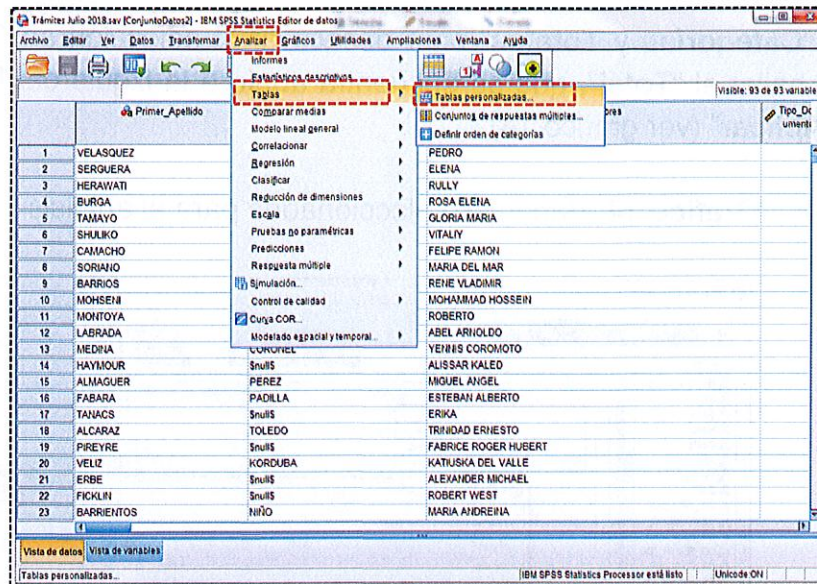 Trámites Julio 2018.sav [ConjuntoDatos2] - IBM SPSS Statistics Editor de datos
Archivo Editar Ver Datos Transformar Analizar Gráficos Utilidades Ampliaciones Ventana Ayuda
Informes
Estadísticos descriptivos
Tablas
Comparar medias
Modelo lineal general
Correlacionar
Regresión
Clasificar
Reducción de dimensiones
Escala
Pruebas no paramétricas
Predicciones
Respuesta múltiple
Simulación...
Control de calidad
Curva COR...
Modelado espacial y temporal...
Tablas personalizadas...
Conjuntos de respuestas múltiples...
Definir orden de categorías
Visible: 93 de 93 variable
Primer_Apellido res Tipo_Do
umento
1 VELASQUEZ PEDRO
2 SERGUERA ELENA
3 HERAWATI RULLY
4 BURGA ROSA ELENA
5 TAMAYO GLORIA MARIA
6 SHULIKO VITALIY
7 CAMACHO FELIPE RAMON
8 SORIANO MARIA DEL MAR
9 BARRIOS RENE VLADIMIR
10 MOHSENI MOHAMMAD HOSSEIN
11 MONTOYA ROBERTO
12 LABRADA ABEL ARNOLDO
13 MEDINA CORONEL YENNIS COROMOTO
14 HAYMOUR $null$ ALISSAR KALED
15 ALMAGUER PEREZ MIGUEL ANGEL
16 FABARA PADILLA ESTEBAN ALBERTO
17 TANACS $null$ ERIKA
18 ALCARAZ TOLEDO TRINIDAD ERNESTO
19 PIREYRE $null$ FABRICE ROGER HUBERT
20 VELIZ KORDUBA KATIUSKA DEL VALLE
21 ERBE $null$ ALEXANDER MICHAEL
22 FICKLIN $null$ ROBERT WEST
23 BARRIENTOS NIÑO MARIA ANDREINA
Vista de datos Vista de variables
Tablas personalizadas... IBM SPSS Statistics Processor está listo Unicode ON